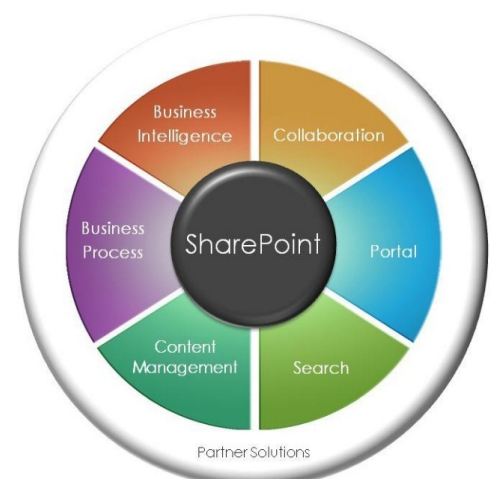 Business
Intelligence
Collaboration
Business
Process
SharePoint
Portal
Content
Management
Search
Partner Solutions